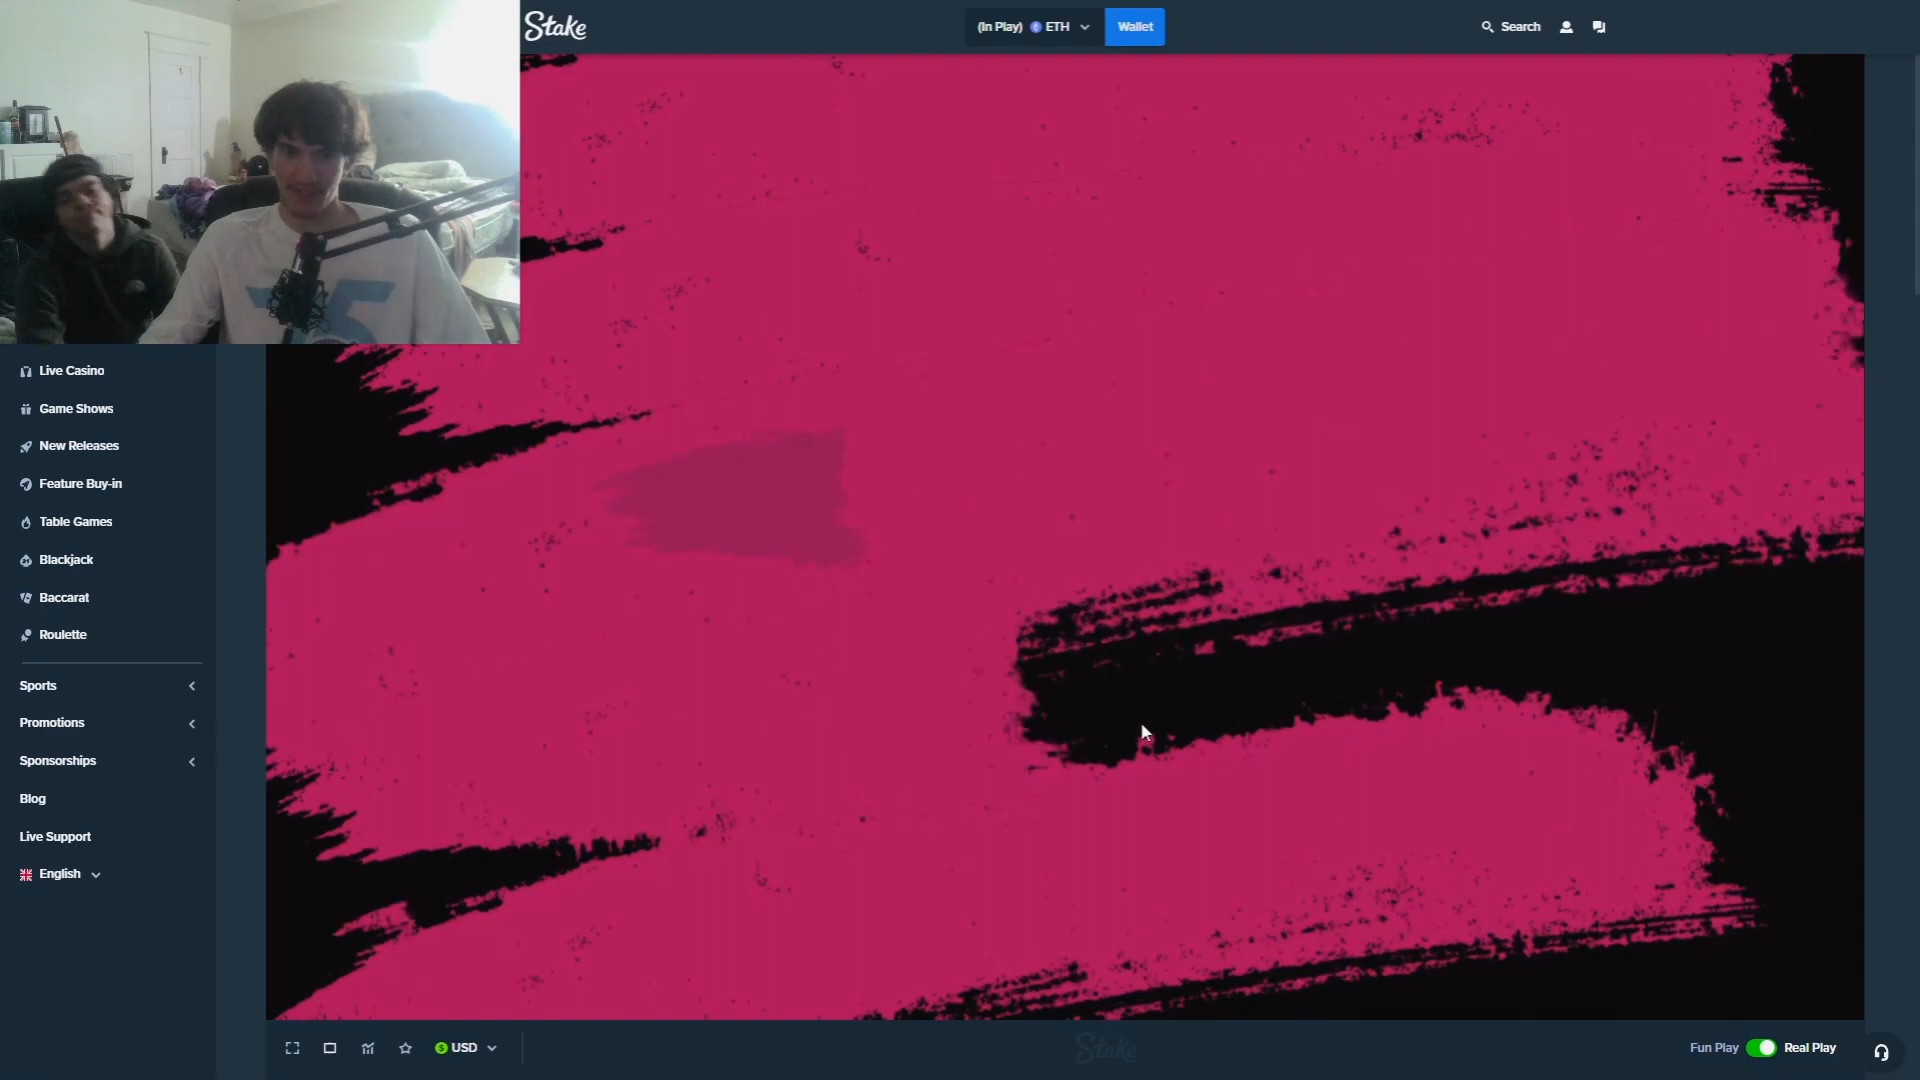 Stake
(In Play) ETH
Wallet
Search
Live Casino
Game Shows
New Releases
Feature Buy-in
Table Games
Blackjack
Baccarat
Roulette
Sports
Promotions
Sponsorships
Blog
Live Support
English
USD
Stake
Fun Play
Real Play